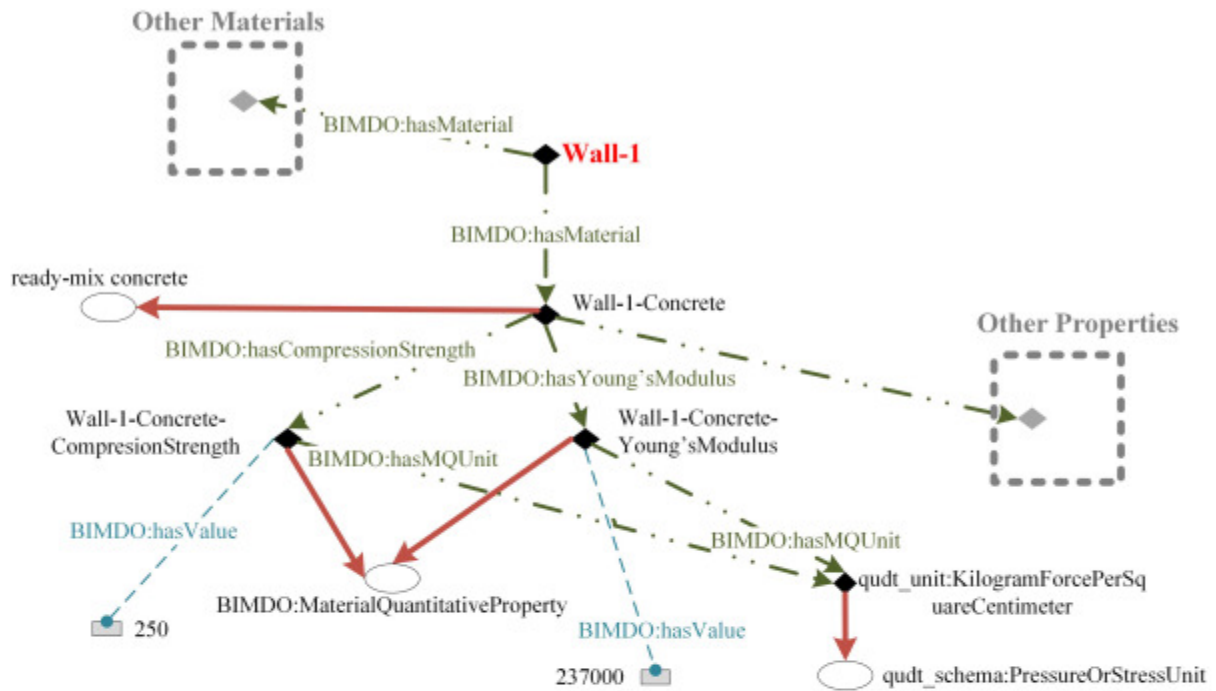 Other Materials
BIMDO:hasMaterial
Wall-1
BIMDO:hasMaterial
ready-mix concrete
Wall-1-Concrete
Other Properties
BIMDO:hasCompressionStrength
BIMDO:hasYoung'sModulus
Wall-1-Concrete-
CompresionStrength
Wall-1-Concrete-
Young'sModulus
BIMDO:hasMQUnit
BIMDO:hasValue
BIMDO:hasMQUnit
qudt_unit:KilogramForcePerSq
uareCentimeter
BIMDO:MaterialQuantitativeProperty
250
BIMDO:hasValue
237000
qudt_schema:PressureOrStressUnit